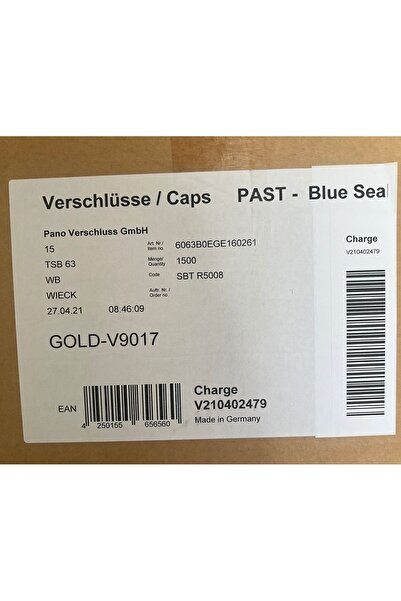 Verschlüsse / Caps PAST - Blue Seal
Pano Verschluss GmbH
15
Art. Nr./ Item no. 6063B0EGE160261
TSB 63
Menge/ Quantity 1500
WB
Code SBT R5008
WIECK
Auftr. Nr. / Order no.
27.04.21 08:46:09
GOLD-V9017
EAN
4 250155 656560
Charge
V210402479
Made in Germany
Charge
V210402479